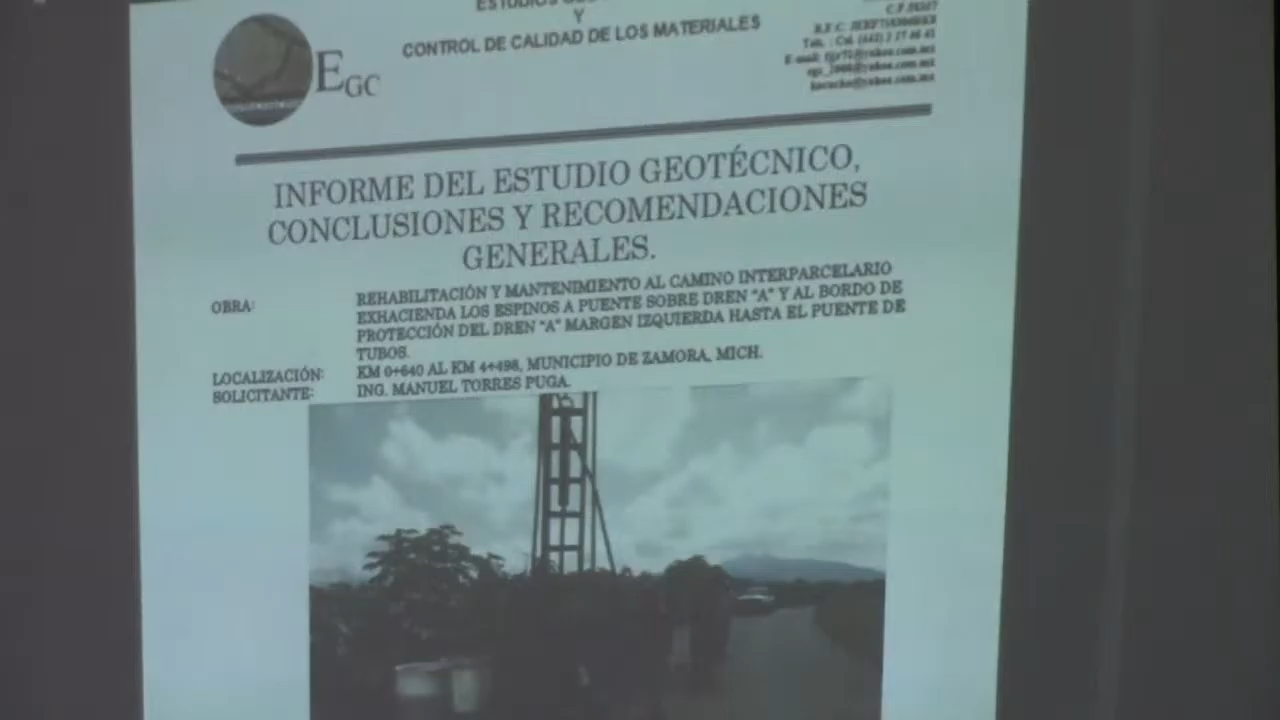 ESTUDIOS
Y
CONTROL DE CALIDAD DE LOS MATERIALES
EGC
INFORME DEL ESTUDIO GEOTÉCNICO,
CONCLUSIONES Y RECOMENDACIONES
GENERALES.
OBRA: REHABILITACIÓN Y MANTENIMIENTO AL CAMINO INTERPARCELARIO
EXHACIENDA LOS ESPINOS A PUENTE SOBRE DREN "A" Y AL BORDO DE
PROTECCIÓN DEL DREN "A" MARGEN IZQUIERDA HASTA EL PUENTE DE
TUBOS.
LOCALIZACIÓN: KM 0+640 AL KM 4+498, MUNICIPIO DE ZAMORA, MICH.
SOLICITANTE: ING. MANUEL TORRES PUGA.